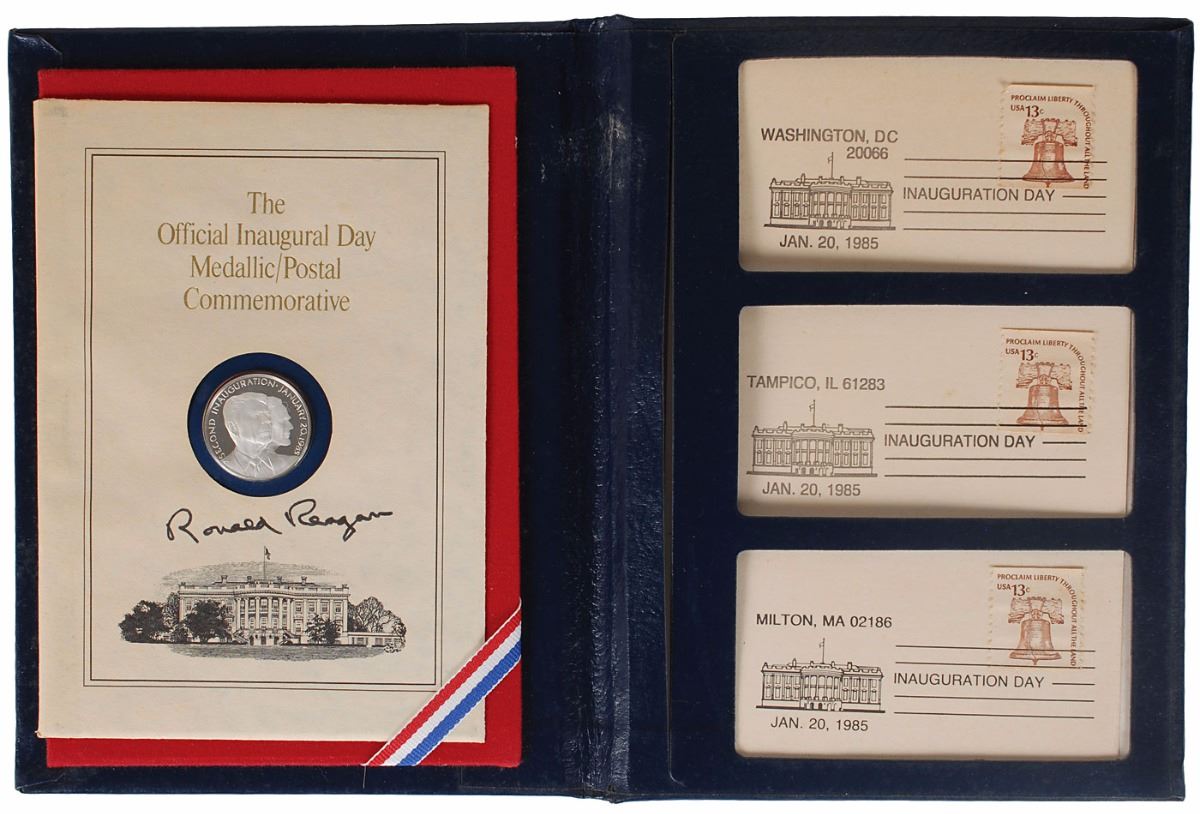 The
Official Inaugural Day
Medallic/Postal
Commemorative
SECOND INAUGURATION · JANUARY 20, 1985
Ronald Reagan
WASHINGTON, DC
20066
INAUGURATION DAY
JAN. 20, 1985
PROCLAIM LIBERTY THROUGHOUT ALL THE LAND
USA 13c
TAMPICO, IL 61283
INAUGURATION DAY
JAN. 20, 1985
PROCLAIM LIBERTY THROUGHOUT ALL THE LAND
USA 13c
MILTON, MA 02186
INAUGURATION DAY
JAN. 20, 1985
PROCLAIM LIBERTY THROUGHOUT ALL THE LAND
USA 13c